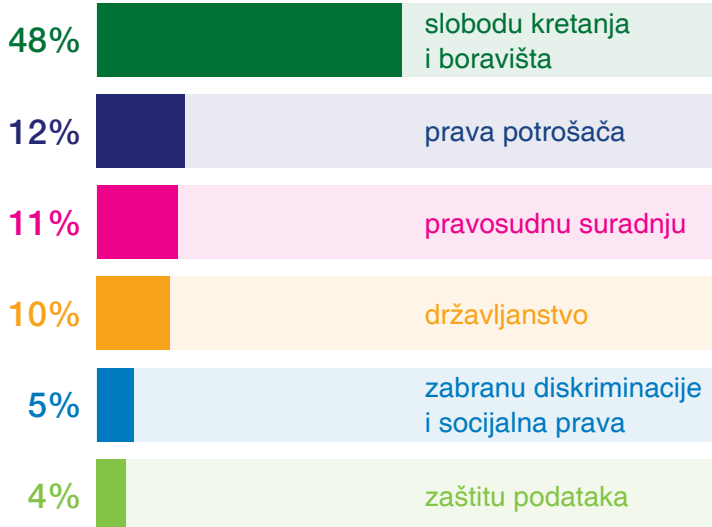 48%
slobodu kretanja
i boravišta
12%
prava potrošača
11%
pravosudnu suradnju
10%
državljanstvo
5%
zabranu diskriminacije
i socijalna prava
4%
zaštitu podataka